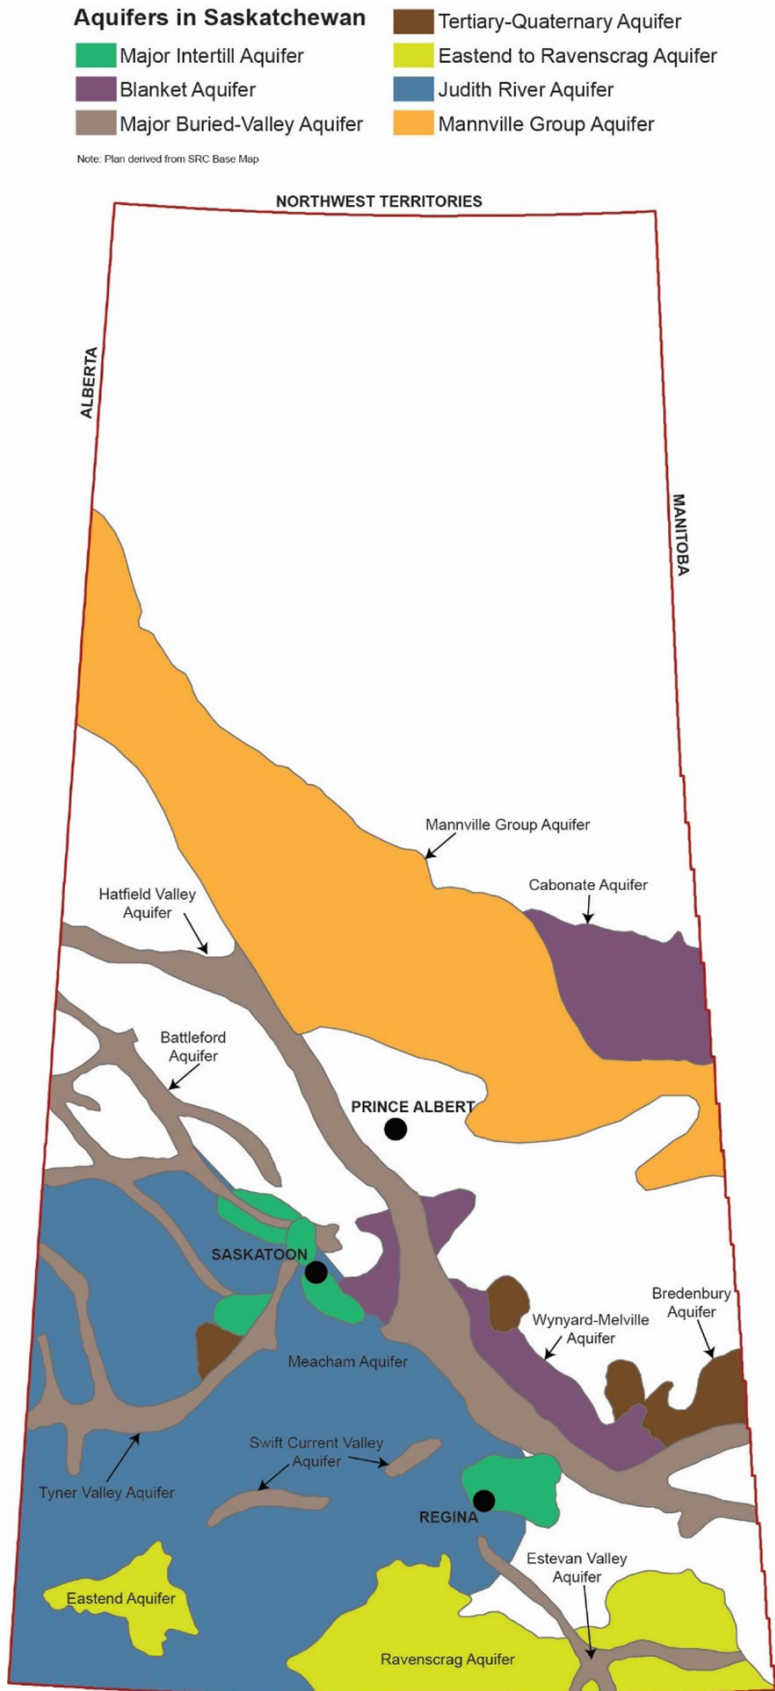 Aquifers in Saskatchewan
Major Intertill Aquifer
Blanket Aquifer
Major Buried-Valley Aquifer
Tertiary-Quaternary Aquifer
Eastend to Ravenscrag Aquifer
Judith River Aquifer
Mannville Group Aquifer
Note: Plan derived from SRC Base Map
NORTHWEST TERRITORIES
ALBERTA
MANITOBA
Mannville Group Aquifer
Cabonate Aquifer
Hatfield Valley
Aquifer
Battleford
Aquifer
PRINCE ALBERT
SASKATOON
Bredenbury
Aquifer
Wynyard-Melville
Aquifer
Meacham Aquifer
Swift Current Valley
Aquifer
Tyner Valley Aquifer
REGINA
Estevan Valley
Aquifer
Eastend Aquifer
Ravenscrag Aquifer